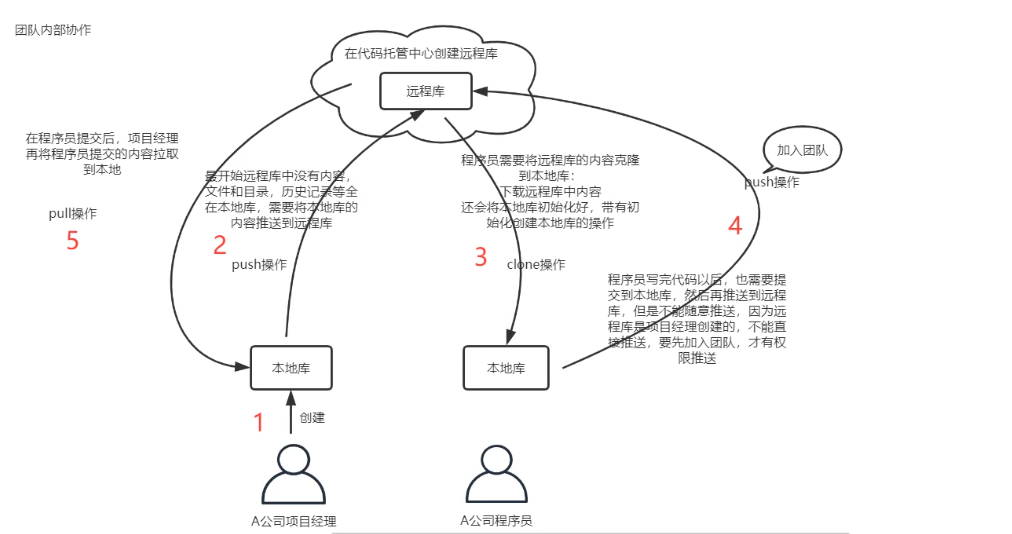 团队内部协作
在代码托管中心创建远程库
远程库
在程序员提交后，项目经理
再将程序员提交的内容拉取
到本地
pull操作
5
最开始远程库中没有内容，
文件和目录，历史记录等全
在本地库，需要将本地库的
内容推送到远程库
2
push操作
程序员需要将远程库的内容克隆
到本地库：
下载远程库中内容
还会将本地库初始化好，带有初
始化创建本地库的操作
3
clone操作
加入团队
push操作
4
程序员写完代码以后，也需要提
交到本地库，然后再推送到远程
库，但是不能随意推送，因为远
程库是项目经理创建的，不能直
接推送，要先加入团队，才有权
限推送
本地库
本地库
1
创建
A公司项目经理
A公司程序员